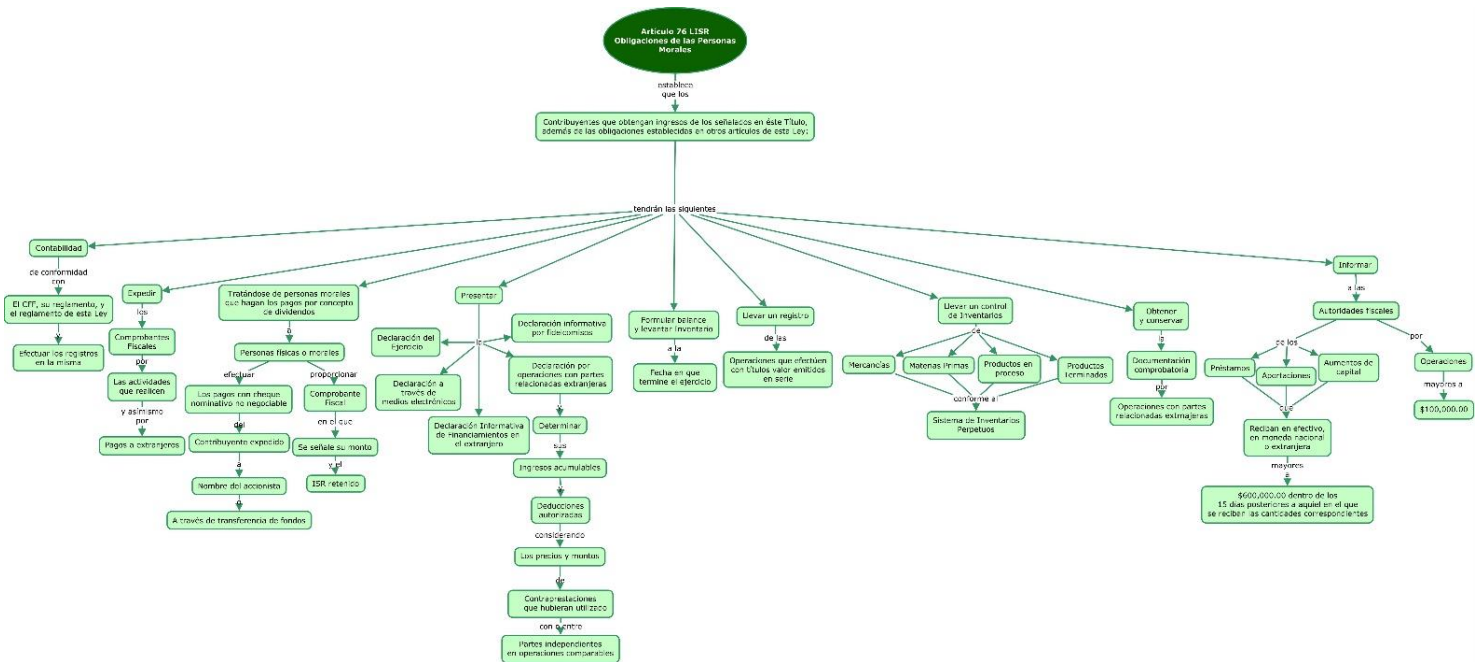 Artículo 76 LISR
Obligaciones de las Personas
Morales
establece
que los
Contribuyentes que obtengan ingresos de los señalados en éste Título,
además de las obligaciones establecidas en otros artículos de esta Ley:
tendrán las siguientes
Contabilidad
de conformidad
con
El CFF, su reglamento, y
el reglamento de esta Ley
y
Efectuar los registros
en la misma
Expedir
los
Comprobantes
Fiscales
por
Las actividades
que realicen
y asímismo
por
Pagos a extranjeros
Tratándose de personas morales
que hagan los pagos por concepto
de dividendos
a
Personas físicas o morales
efectuar
Los pagos con cheque
nominativo no negociable
del
Contribuyente expedido
a
Nombre del accionista
o
A través de transferencia de fondos
proporcionar
Comprobante
Fiscal
en el que
Se señale su monto
y el
ISR retenido
Presentar
la
Declaración del
Ejercicio
Declaración informativa
por fideicomisos
Declaración a
través de
medios electrónicos
Declaración Informativa
de Financiamientos en
el extranjero
Declaración por
operaciones con partes
relacionadas extranjeras
y
Determinar
sus
Ingresos acumulables
y
Deducciones
autorizadas
considerando
Los precios y montos
de
Contraprestaciones
que hubieran utilizado
con o entre
Partes independientes
en operaciones comparables
Formular balance
y levantar Inventario
a la
Fecha en que
termine el ejercicio
Llevar un registro
de las
Operaciones que efectúen
con títulos valor emitidos
en serie
Llevar un control
de Inventarios
de
Mercancías
Materias Primas
Productos en
proceso
Productos
Terminados
conforme al
Sistema de Inventarios
Perpetuos
Obtener
y conservar
la
Documentación
comprobatoria
por
Operaciones con partes
relacionadas extrnajeras
Informar
a las
Autoridades fiscales
de los
Préstamos
Aportaciones
Aumentos de
capital
que
Reciban en efectivo,
en moneda nacional
o extranjera
mayores
a
$600,000.00 dentro de los
15 días posteriores a aquiel en el que
se reciban las cantidades correspondientes
por
Operaciones
mayores a
$100,000.00